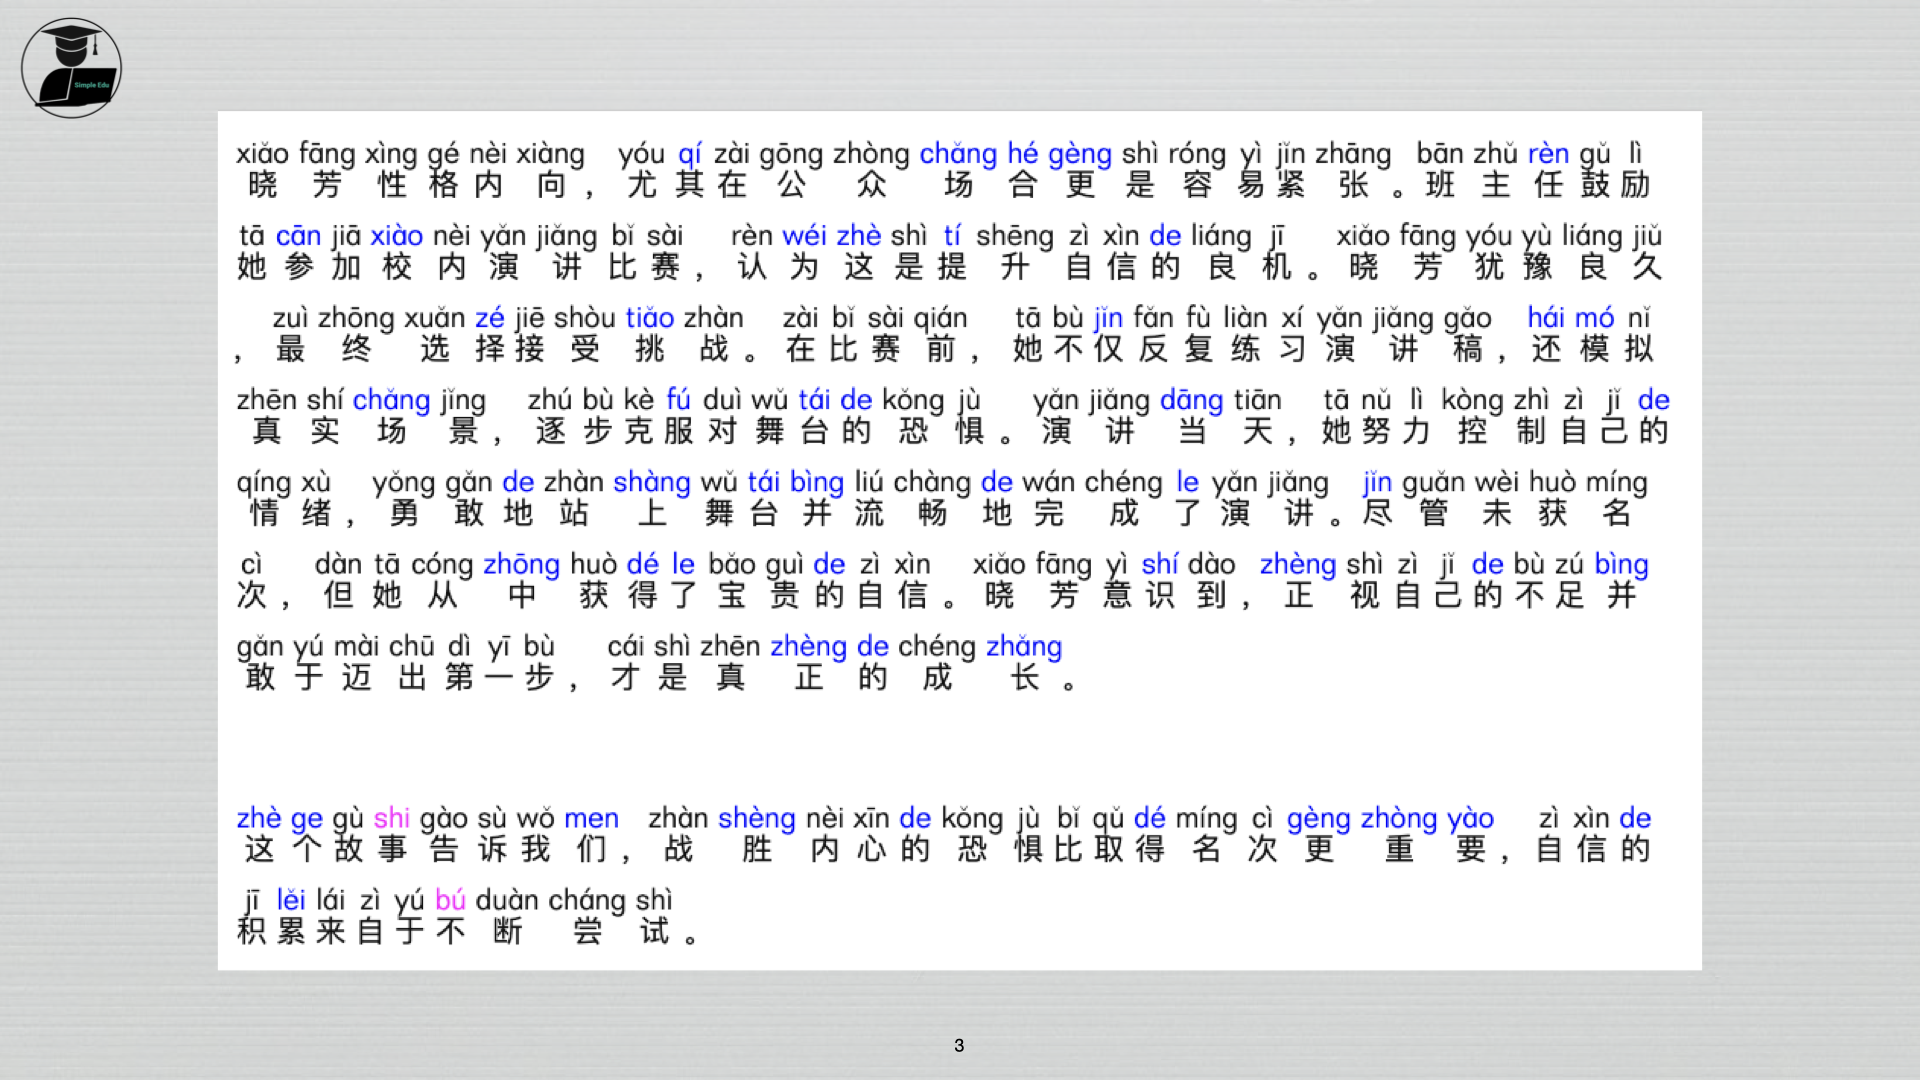 Simple Edu
xiǎo fāng xìng gé nèi xiàng yóu qí zài gōng zhòng chǎng hé gèng shì róng yì jǐn zhāng bān zhǔ rèn gǔ lì
晓芳性格内向，尤其在公众场合更是容易紧张。班主任鼓励
tā cān jiā xiào nèi yǎn jiǎng bǐ sài rèn wéi zhè shì tí shēng zì xìn de liáng jī xiǎo fāng yóu yù liáng jiǔ
她参加校内演讲比赛，认为这是提升自信的良机。晓芳犹豫良久
zuì zhōng xuǎn zé jiē shòu tiǎo zhàn zài bǐ sài qián tā bù jǐn fǎn fù liàn xí yǎn jiǎng gǎo hái mó nǐ
，最终选择接受挑战。在比赛前，她不仅反复练习演讲稿，还模拟
zhēn shí chǎng jǐng zhú bù kè fú duì wǔ tái de kǒng jù yǎn jiǎng dāng tiān tā nǔ lì kòng zhì zì jǐ de
真实场景，逐步克服对舞台的恐惧。演讲当天，她努力控制自己的
qíng xù yǒng gǎn de zhàn shàng wǔ tái bìng liú chàng de wán chéng le yǎn jiǎng jǐn guǎn wèi huò míng
情绪，勇敢地站上舞台并流畅地完成了演讲。尽管未获名
cì dàn tā cóng zhōng huò dé le bǎo guì de zì xìn xiǎo fāng yì shí dào zhèng shì zì jǐ de bù zú bìng
次，但她从中获得了宝贵的自信。晓芳意识到，正视自己的不足并
gǎn yú mài chū dì yī bù cái shì zhēn zhèng de chéng zhǎng
敢于迈出第一步，才是真正的成长。
zhè ge gù shi gào sù wǒ men zhàn shèng nèi xīn de kǒng jù bǐ qǔ dé míng cì gèng zhòng yào zì xìn de
这个故事告诉我们，战胜内心的恐惧比取得名次更重要，自信的
jī lěi lái zì yú bú duàn cháng shì
积累来自于不断尝试。
3